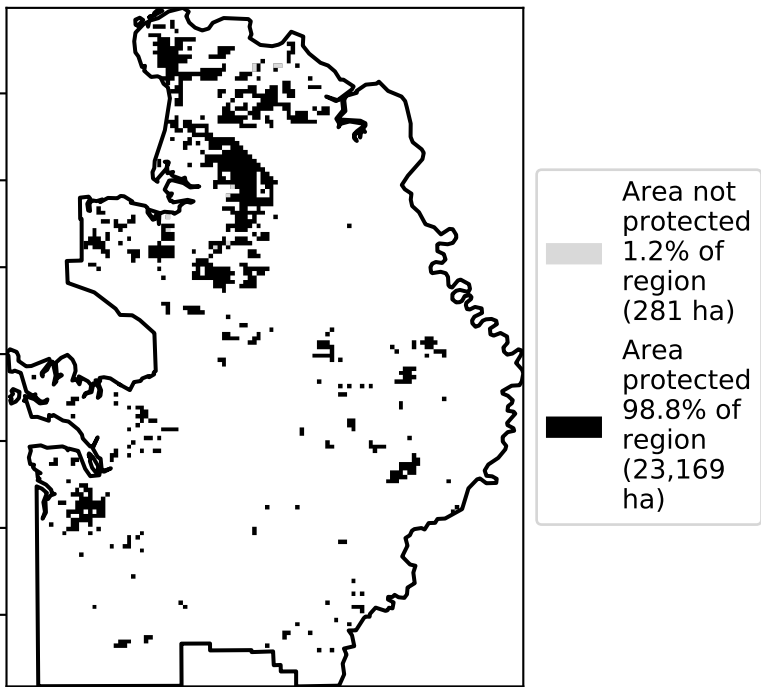 Area not
protected
1.2% of
region
(281 ha)
Area
protected
98.8% of
region
(23,169
ha)